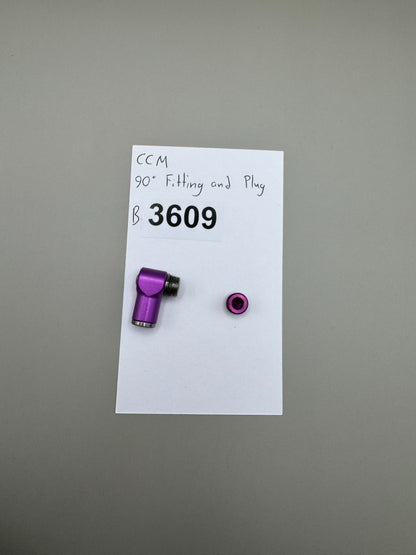 CCM
90° Fitting and Plug
B 3609